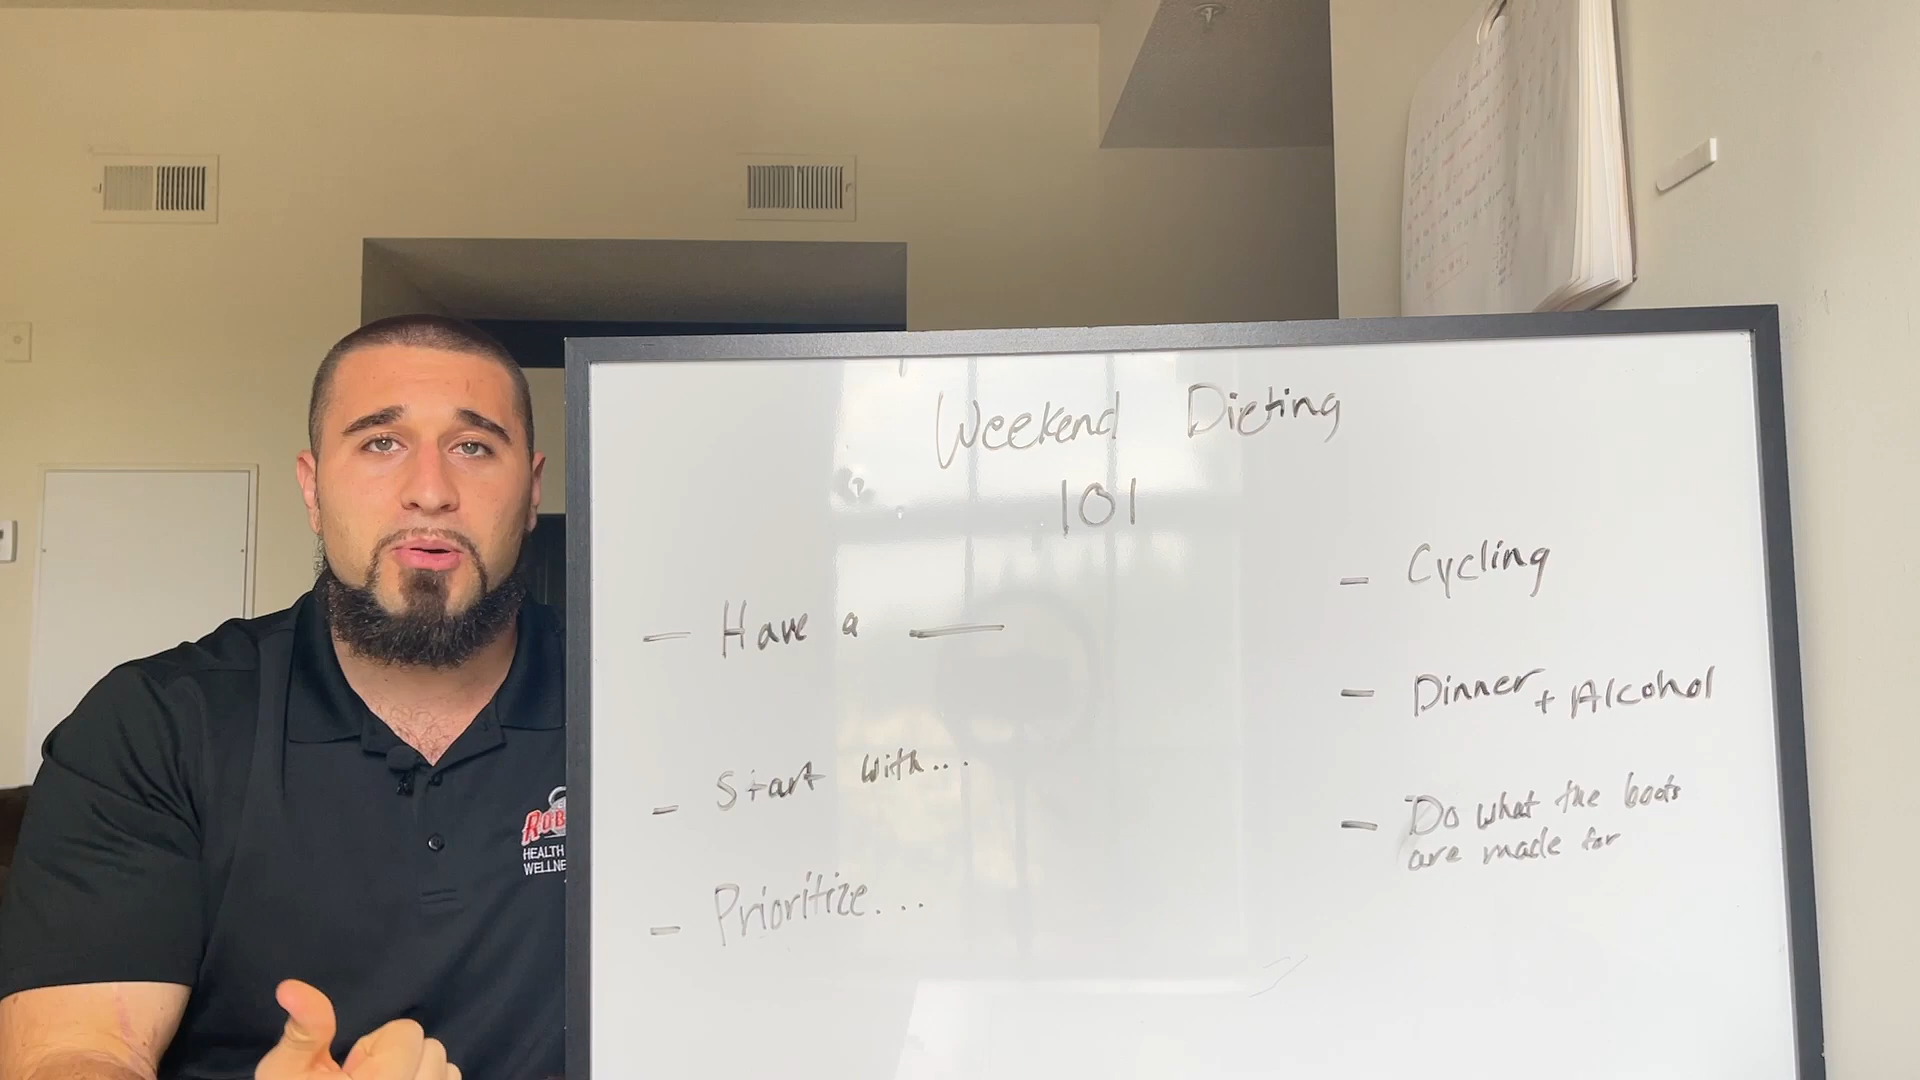 Weekend Dieting
101
- Have a ___
- Start with...
- Prioritize...
- Cycling
- Dinner + Alcohol
- Do what the boots
are made for
ROB
HEALTH
WELLNE